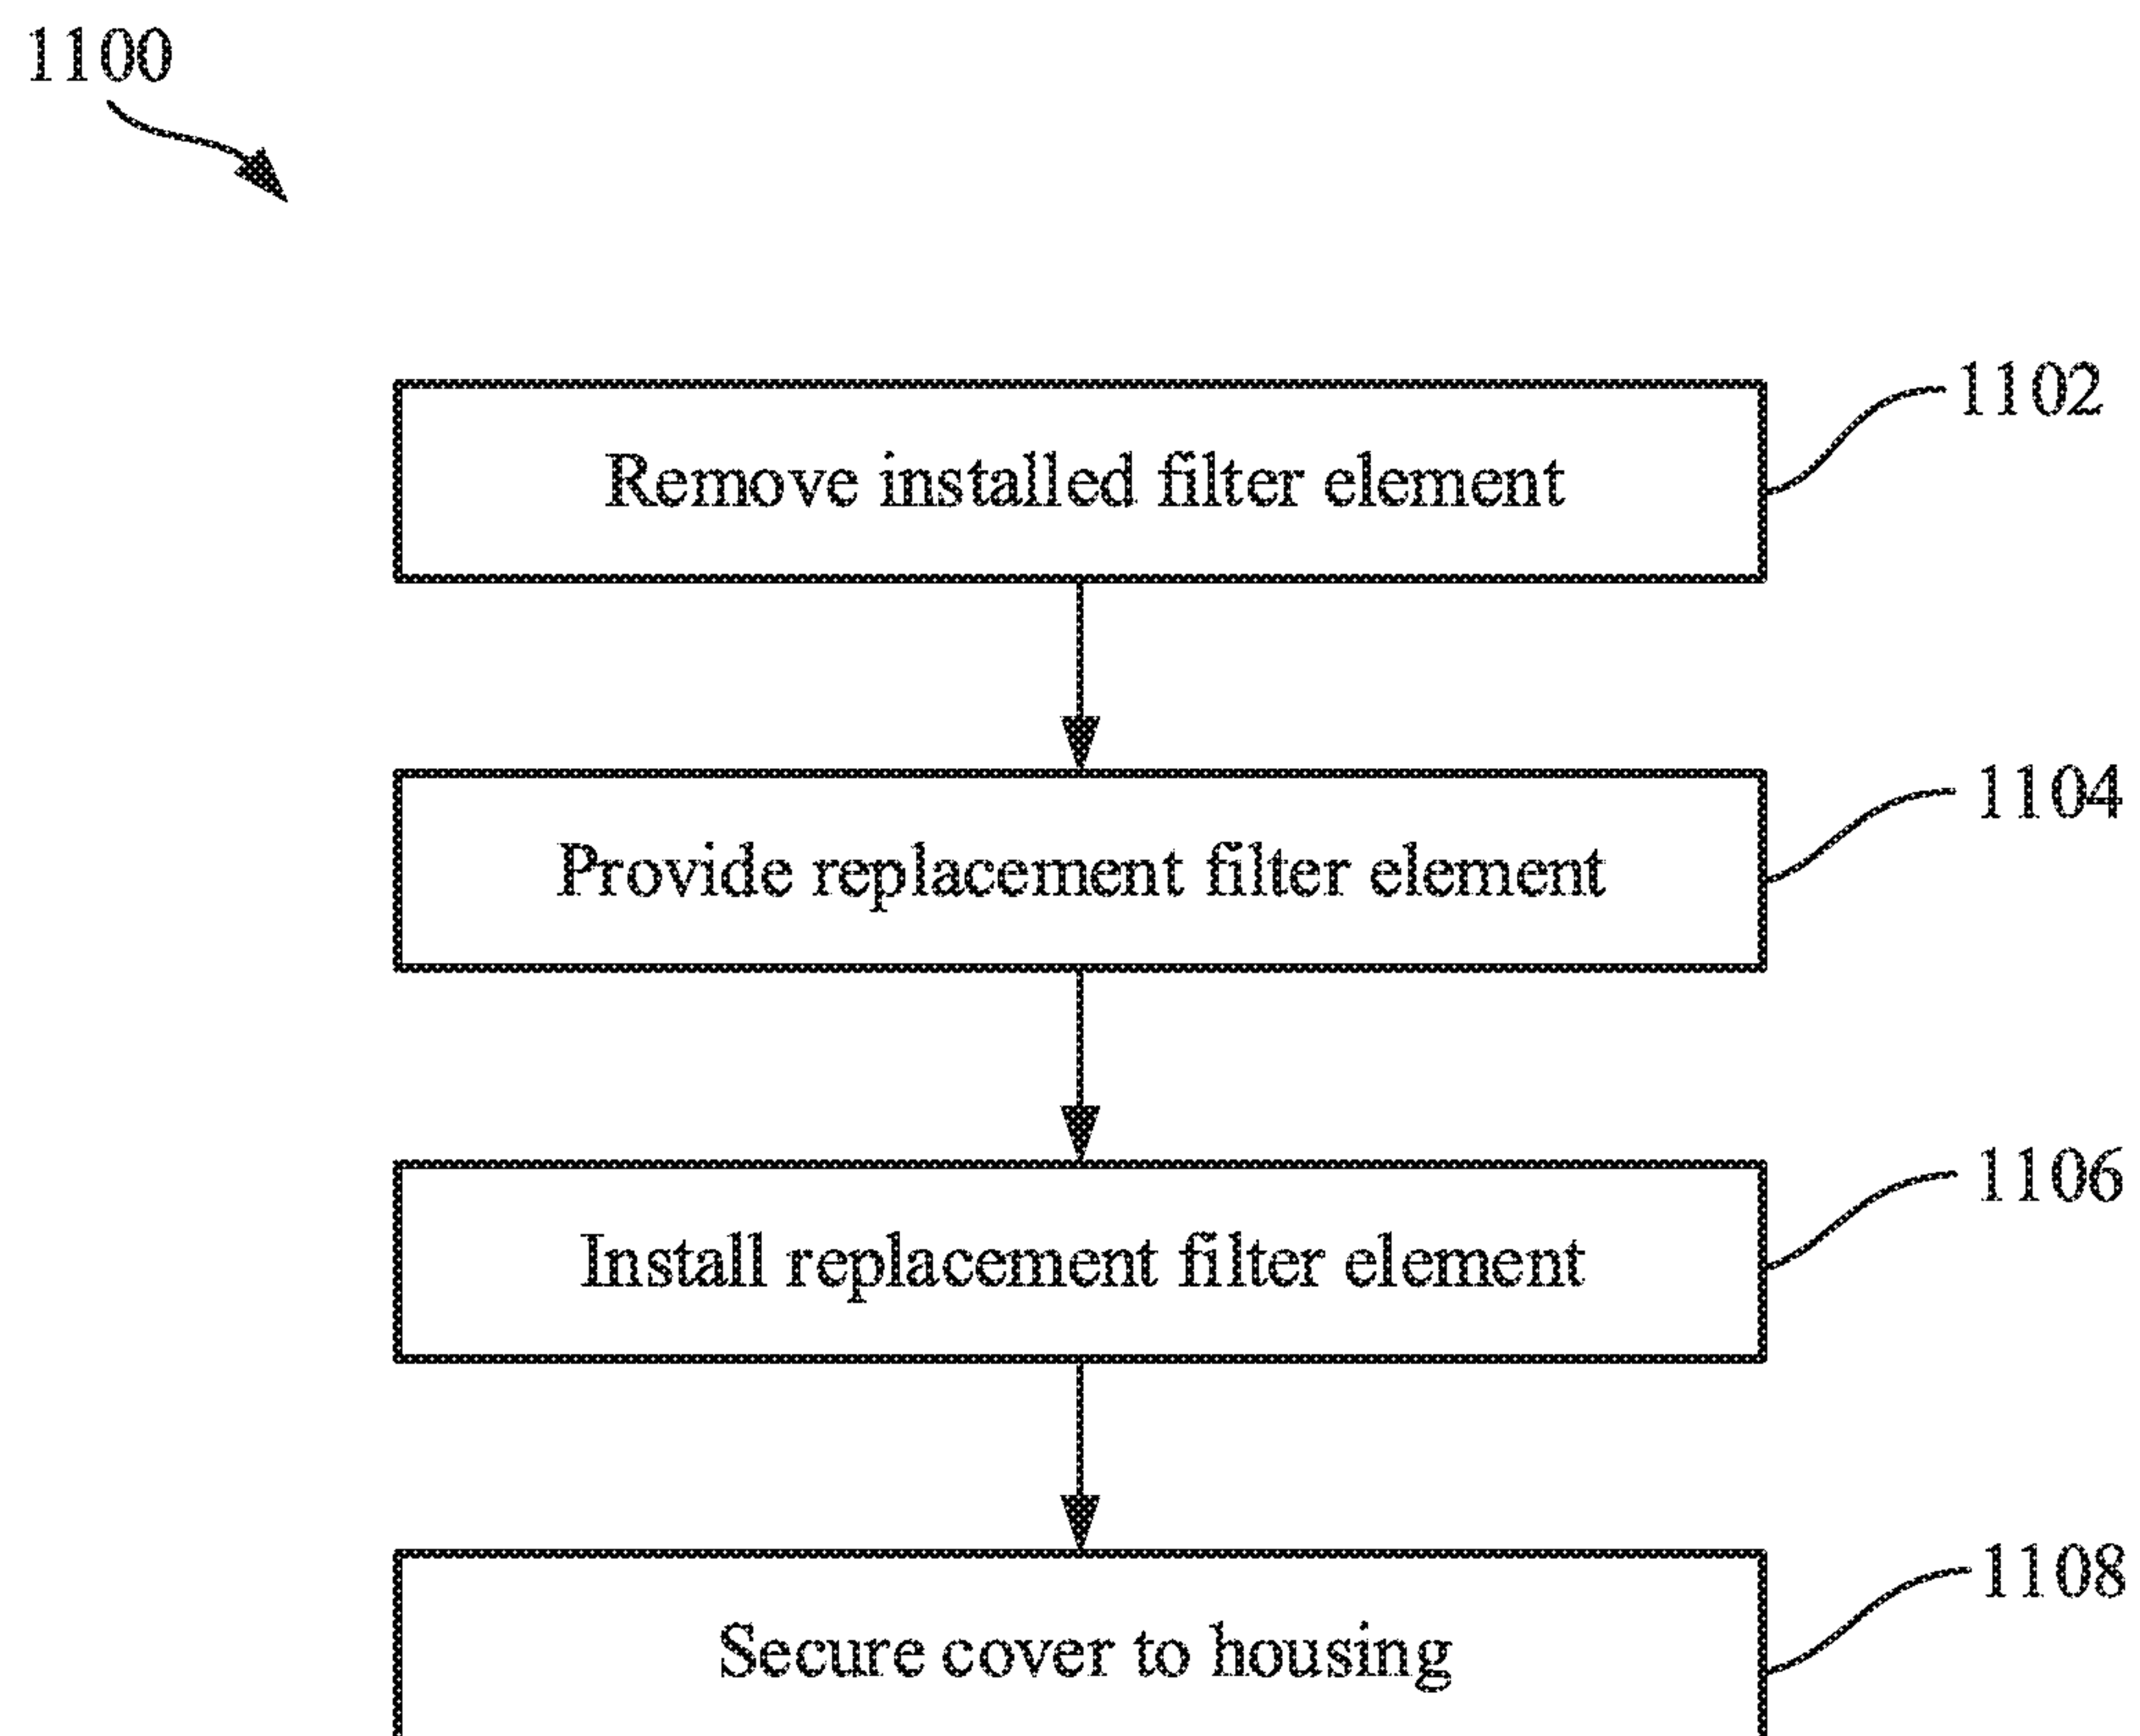 1100
Remove installed filter element
1102
Provide replacement filter element
1104
Install replacement filter element
1106
Secure cover to housing
1108